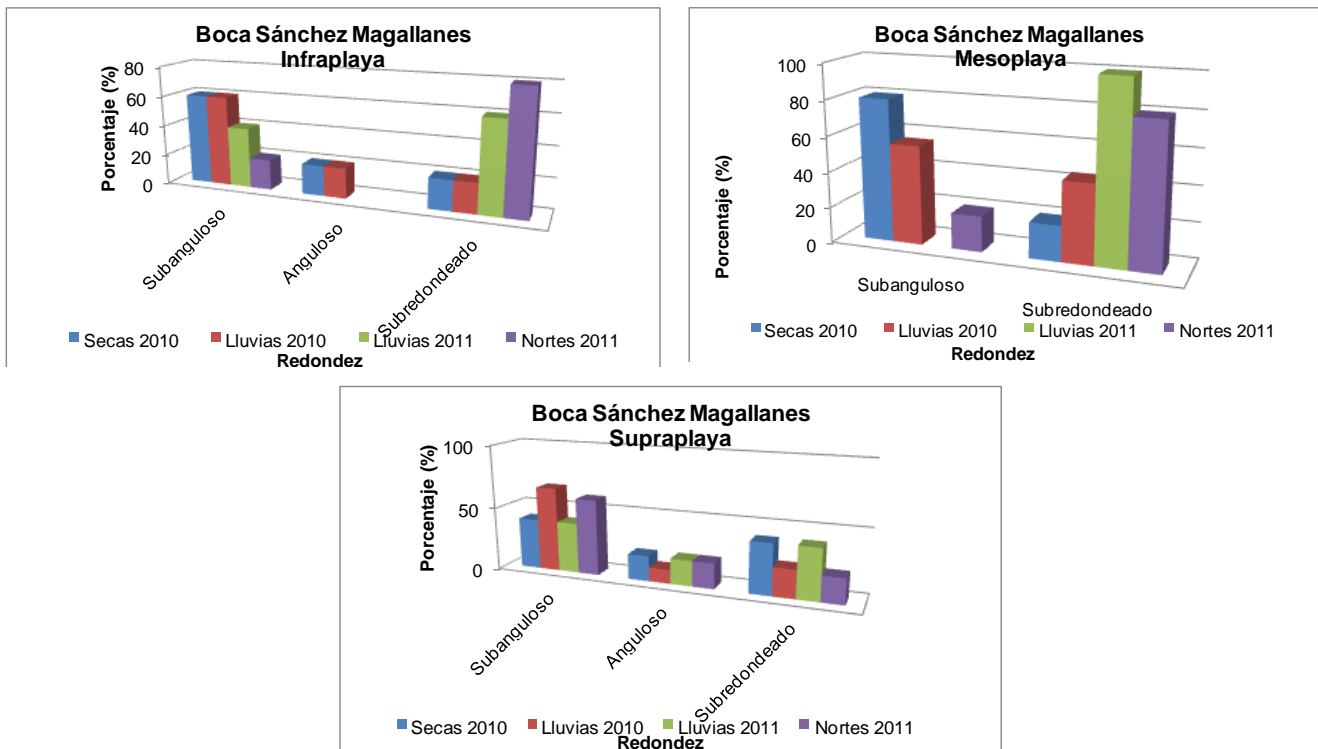 Boca Sánchez Magallanes
Infraplaya
Porcentaje (%)
80
60
40
20
0
Subanguloso
Anguloso
Subredondeado
Secas 2010
Lluvias 2010
Lluvias 2011
Nortes 2011
Redondez
Boca Sánchez Magallanes
Mesoplaya
Porcentaje (%)
100
80
60
40
20
0
Subanguloso
Subredondeado
Secas 2010
Lluvias 2010
Lluvias 2011
Nortes 2011
Redondez
Boca Sánchez Magallanes
Supraplaya
Porcentaje (%)
100
50
0
Subanguloso
Anguloso
Subredondeado
Secas 2010
Lluvias 2010
Lluvias 2011
Nortes 2011
Redondez